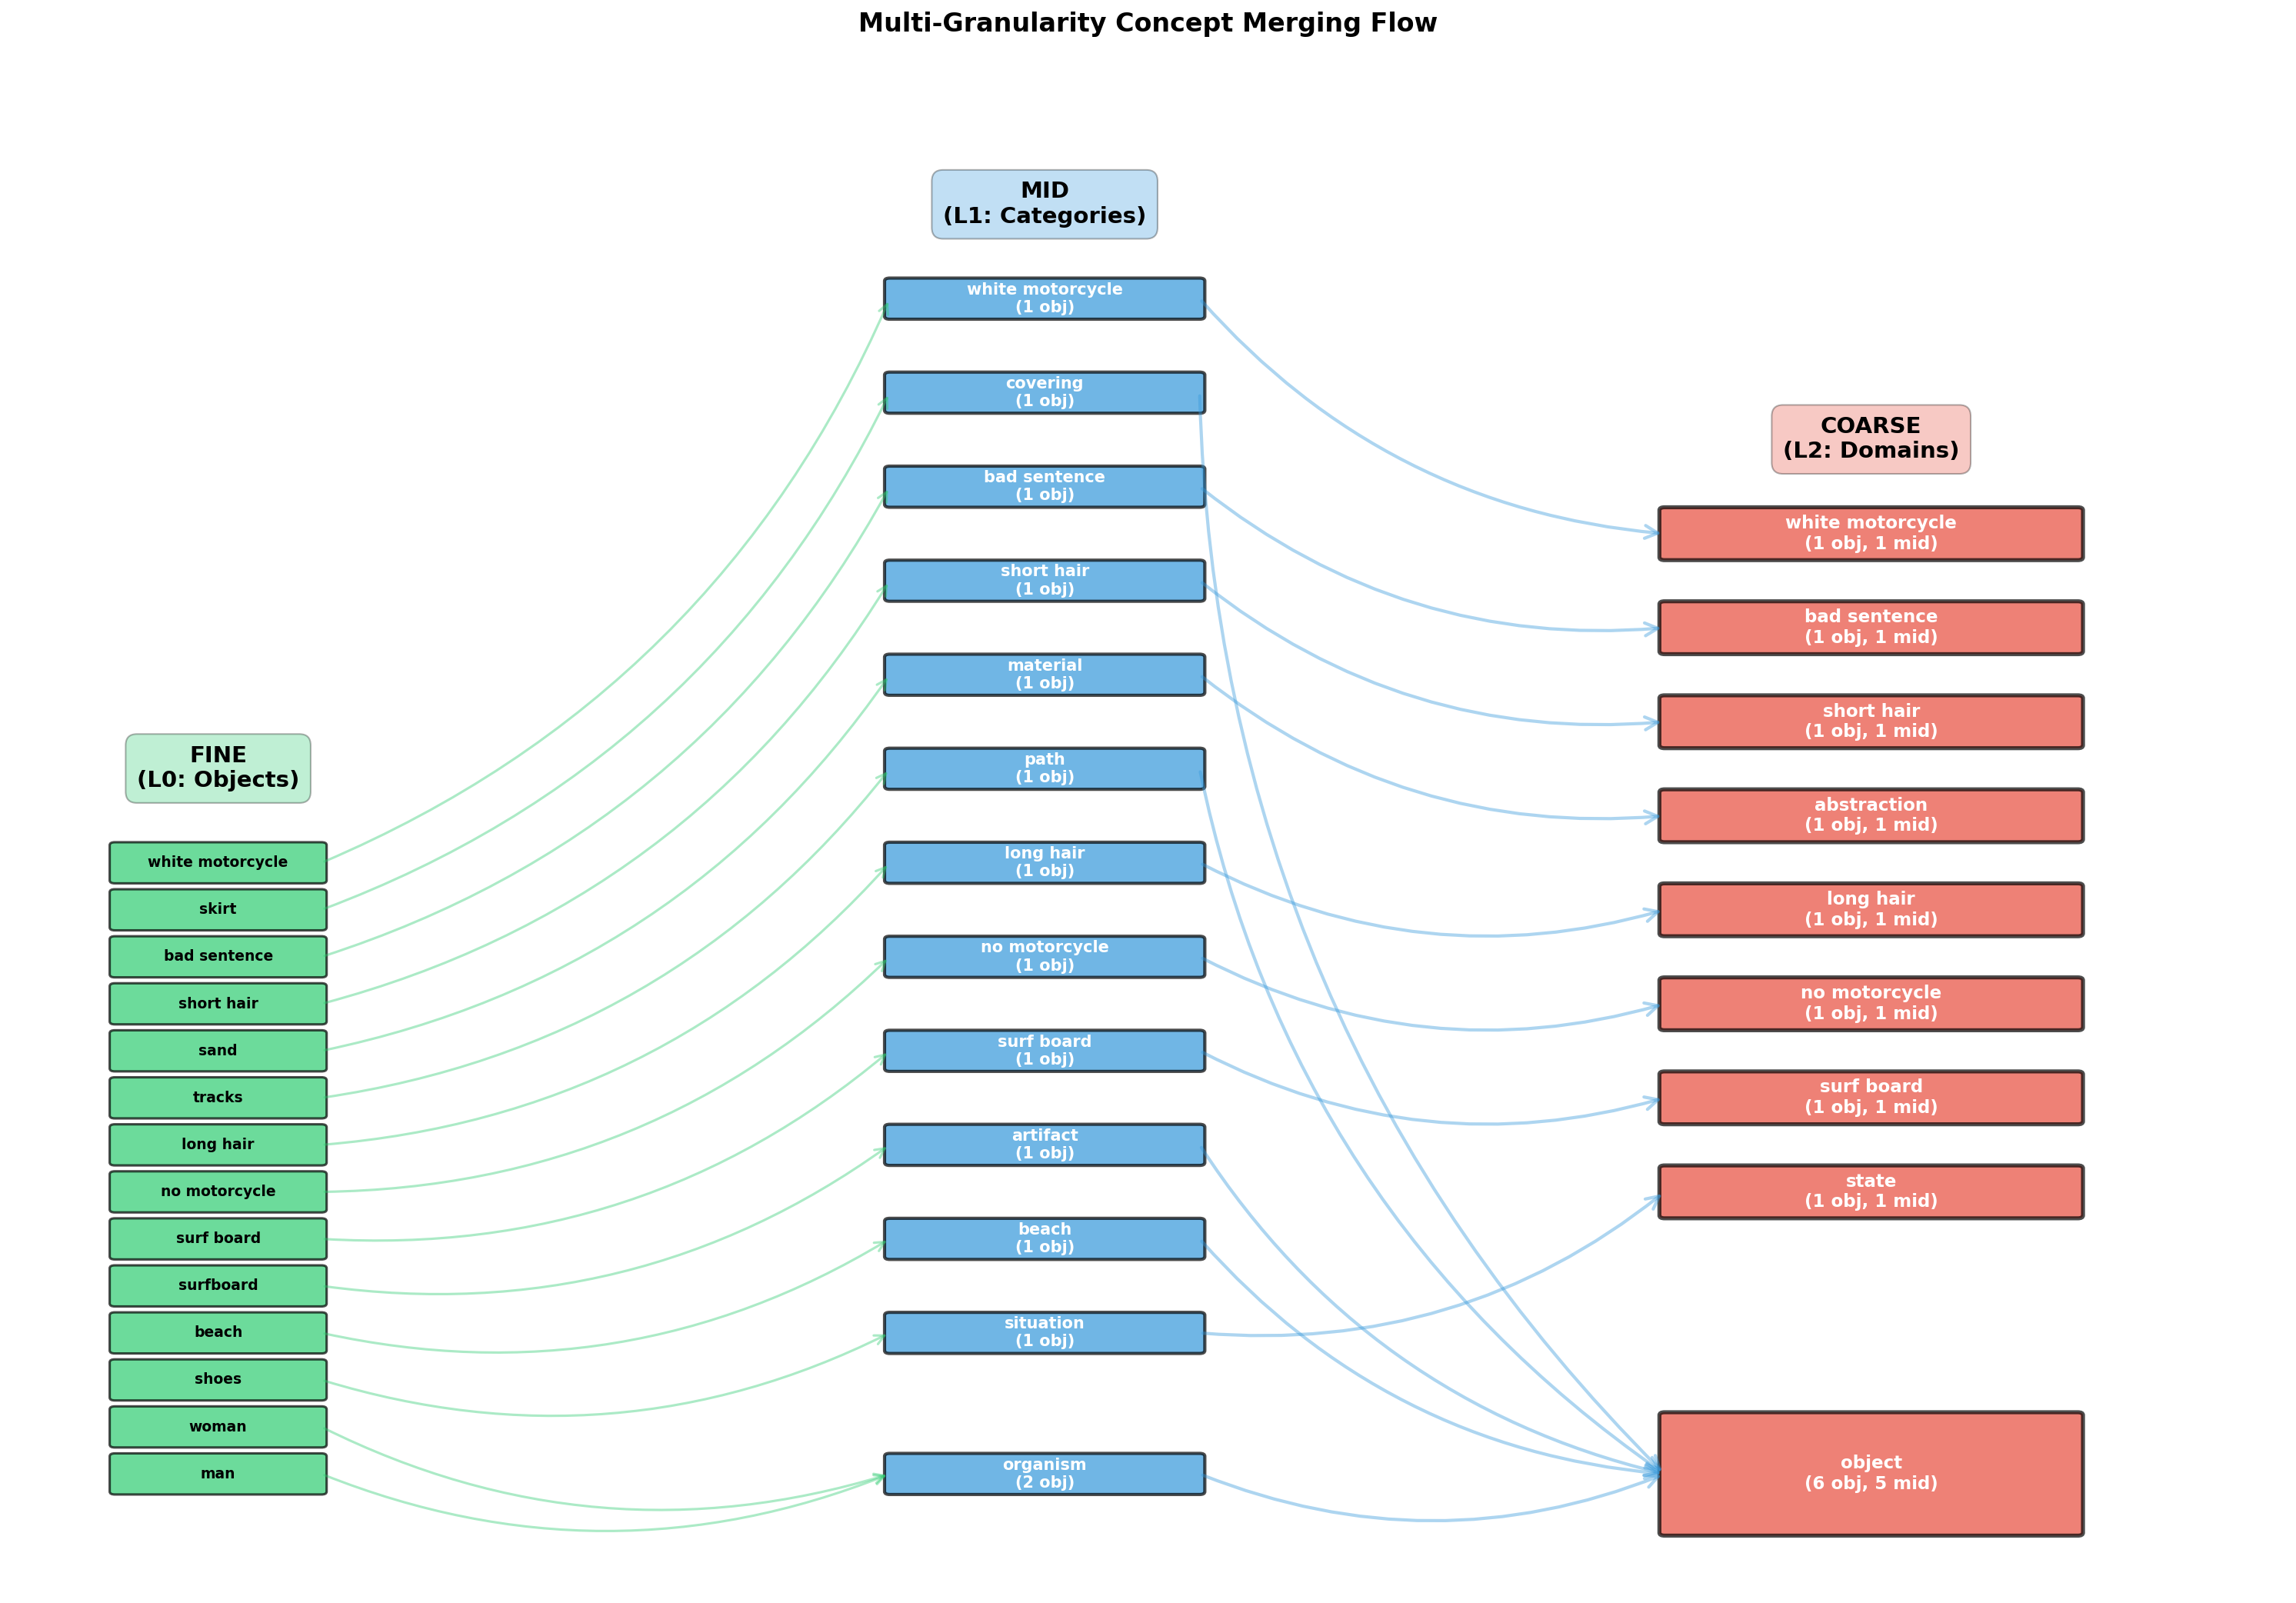 Multi-Granularity Concept Merging Flow
FINE
(L0: Objects)
white motorcycle
skirt
bad sentence
short hair
sand
tracks
long hair
no motorcycle
surf board
surfboard
beach
shoes
woman
man
MID
(L1: Categories)
white motorcycle
(1 obj)
covering
(1 obj)
bad sentence
(1 obj)
short hair
(1 obj)
material
(1 obj)
path
(1 obj)
long hair
(1 obj)
no motorcycle
(1 obj)
surf board
(1 obj)
artifact
(1 obj)
beach
(1 obj)
situation
(1 obj)
organism
(2 obj)
COARSE
(L2: Domains)
white motorcycle
(1 obj, 1 mid)
bad sentence
(1 obj, 1 mid)
short hair
(1 obj, 1 mid)
abstraction
(1 obj, 1 mid)
long hair
(1 obj, 1 mid)
no motorcycle
(1 obj, 1 mid)
surf board
(1 obj, 1 mid)
state
(1 obj, 1 mid)
object
(6 obj, 5 mid)